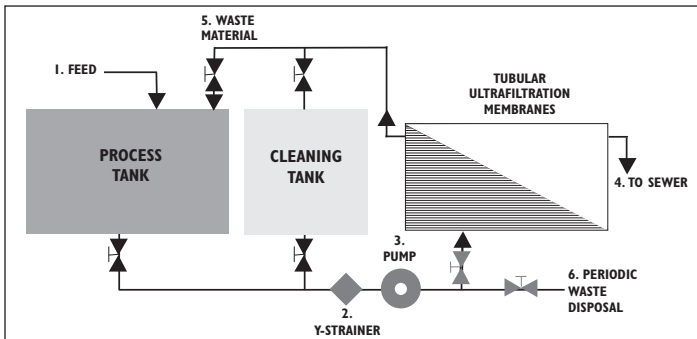 5. WASTE
MATERIAL
1. FEED
TUBULAR
ULTRAFILTRATION
MEMBRANES
PROCESS
TANK
CLEANING
TANK
4. TO SEWER
3.
PUMP
6. PERIODIC
WASTE
DISPOSAL
2.
Y-STRAINER